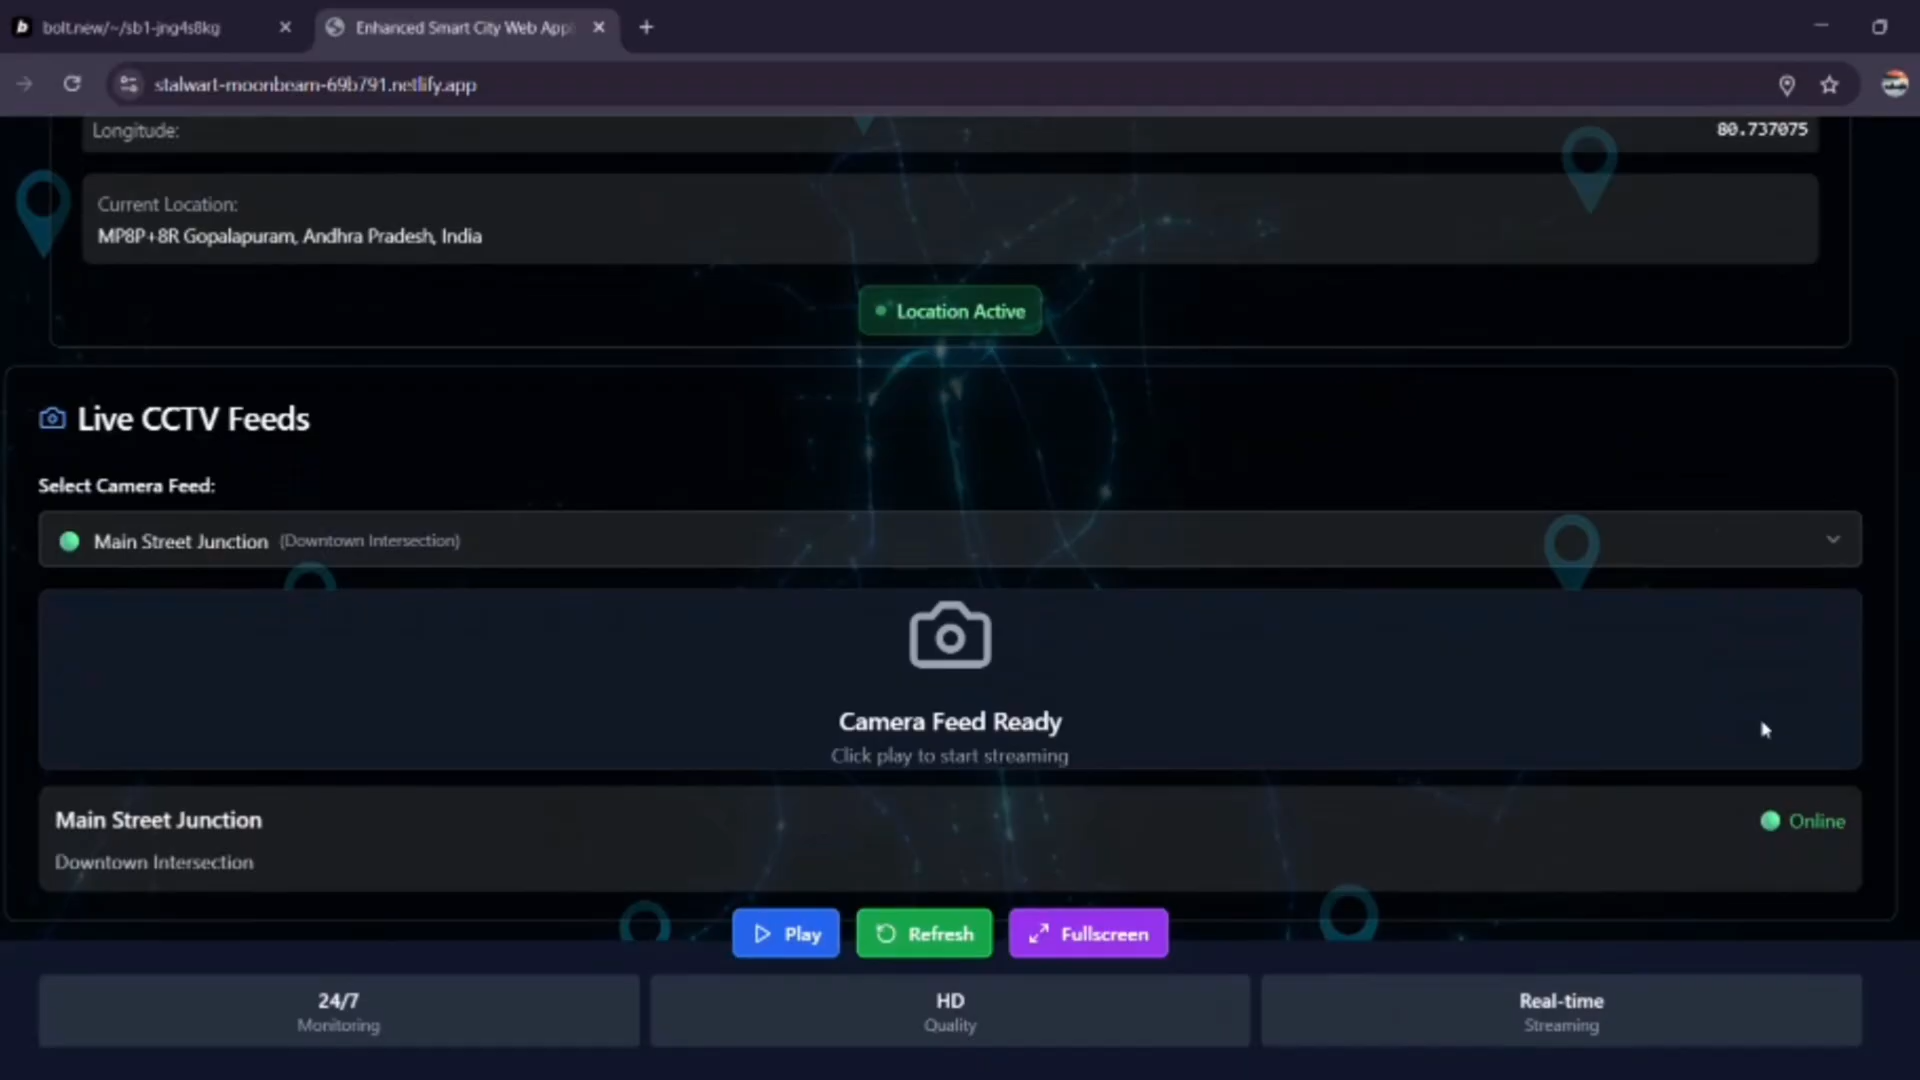 bolt.new/~/sb1-jng4s8kg
Enhanced Smart City Web App
stalwart-moonbeam-69b791.netlify.app
Longitude: 80.737075
Current Location:
MP8P+8R Gopalapuram, Andhra Pradesh, India
Location Active
Live CCTV Feeds
Select Camera Feed:
Main Street Junction (Downtown Intersection)
Camera Feed Ready
Click play to start streaming
Main Street Junction
Online
Downtown Intersection
Play
Refresh
Fullscreen
24/7
Monitoring
HD
Quality
Real-time
Streaming